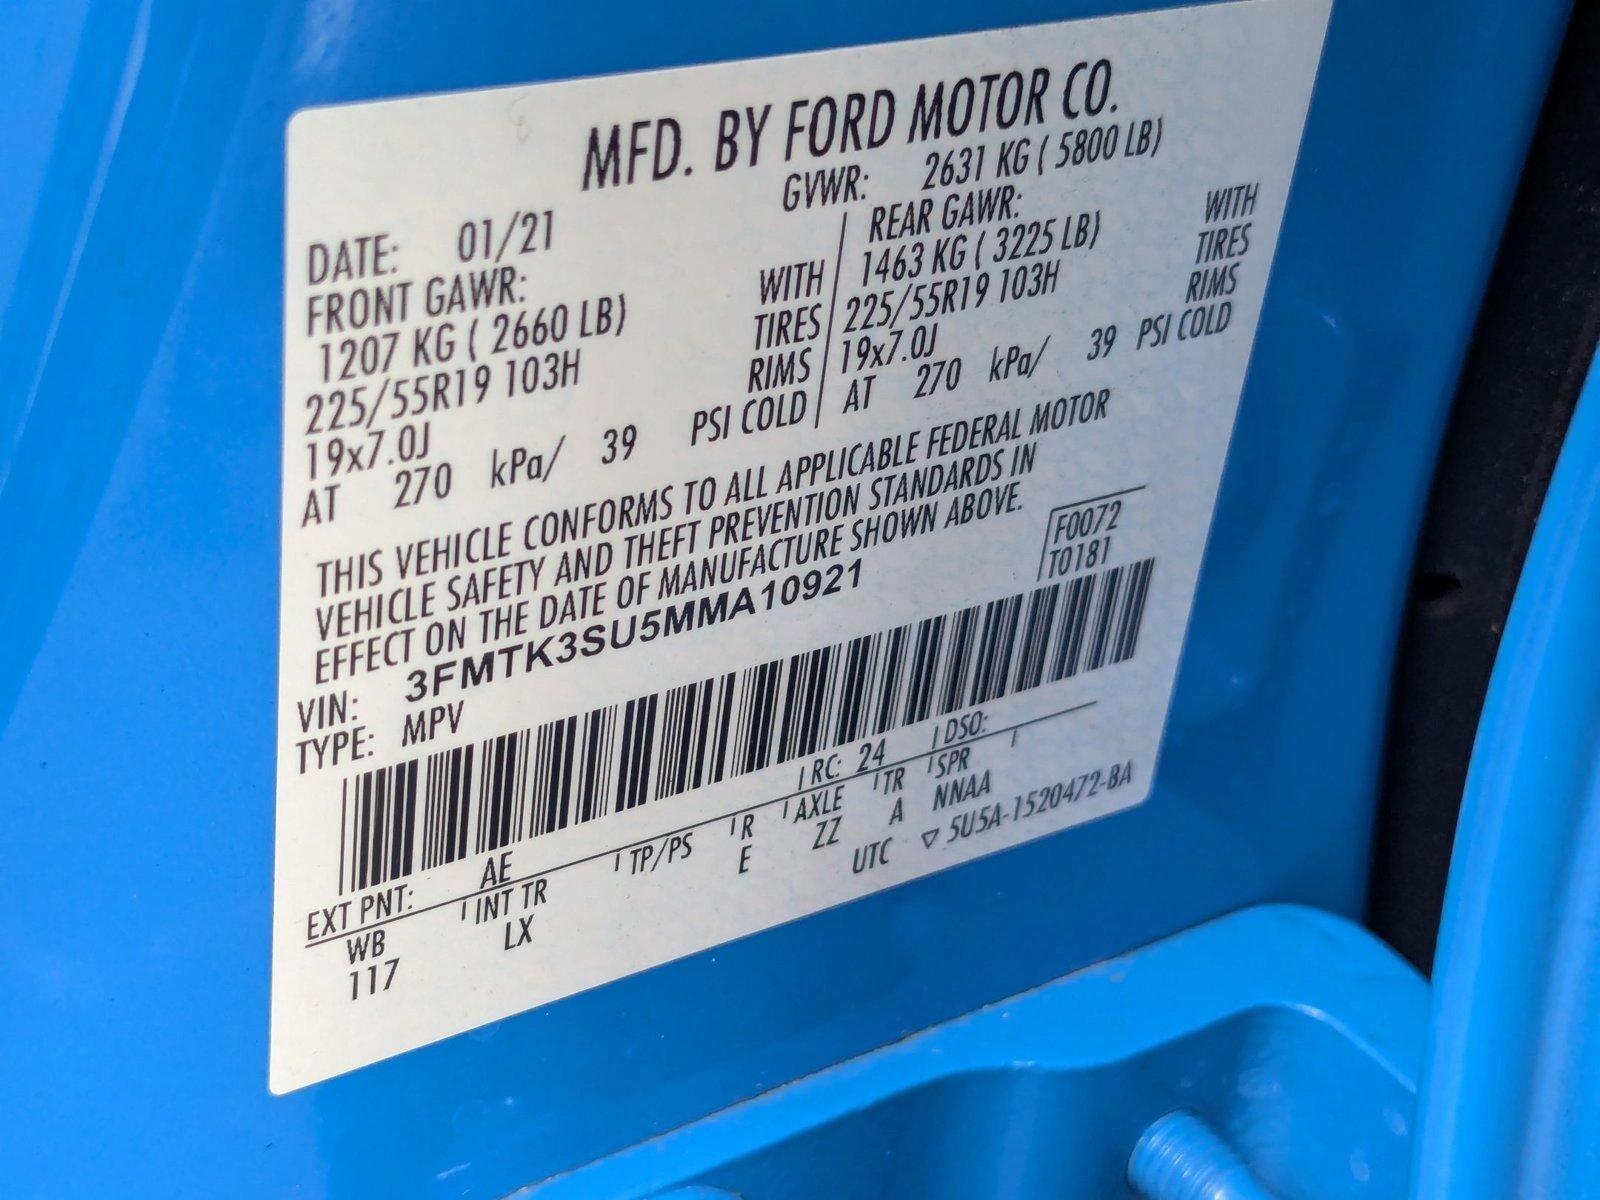 MFD. BY FORD MOTOR CO.
DATE: 01/21 GVWR: 2631 KG ( 5800 LB)
FRONT GAWR: WITH REAR GAWR: WITH
1207 KG ( 2660 LB) TIRES 1463 KG ( 3225 LB) TIRES
225/55R19 103H RIMS 225/55R19 103H RIMS
19x7.0J 19x7.0J
AT 270 kPa/ 39 PSI COLD AT 270 kPa/ 39 PSI COLD
THIS VEHICLE CONFORMS TO ALL APPLICABLE FEDERAL MOTOR
VEHICLE SAFETY AND THEFT PREVENTION STANDARDS IN
EFFECT ON THE DATE OF MANUFACTURE SHOWN ABOVE.
VIN: 3FMTK3SU5MMA10921 F0072
TYPE: MPV T0181
EXT PNT: AE RC: 24 DSO:
WB INT TR TP/PS R AXLE TR SPR
117 LX E ZZ A NNAA
UTC ▽ 5U5A-1520472-BA